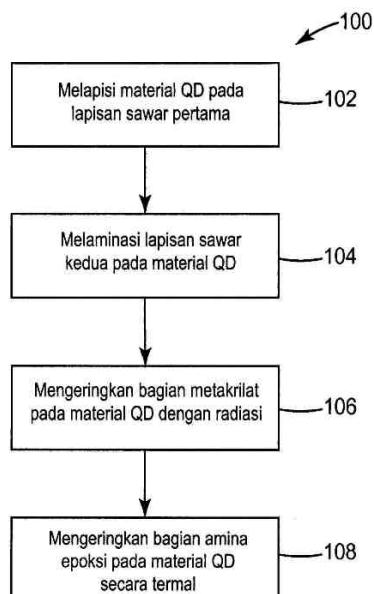 100
Melapisi material QD pada
lapisan sawar pertama
102
Melaminasi lapisan sawar
kedua pada material QD
104
Mengeringkan bagian metakrilat
pada material QD dengan radiasi
106
Mengeringkan bagian amina
epoksi pada material QD
secara termal
108